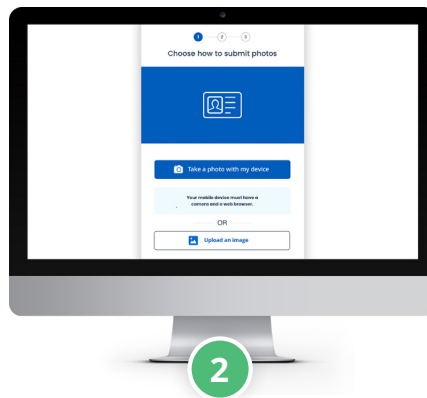 1 2 3
Choose how to submit photos
Take a photo with my device
Your mobile device must have a
camera and a web browser.
OR
Upload an image
2